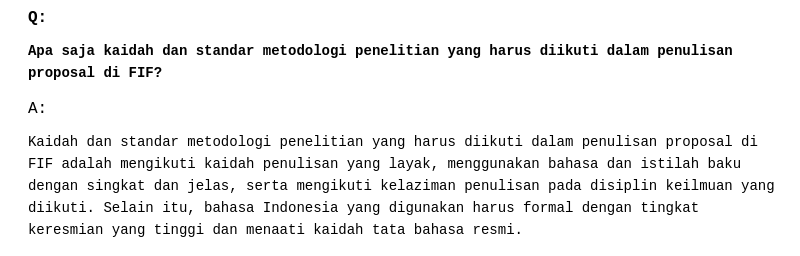 Q:
Apa saja kaidah dan standar metodologi penelitian yang harus diikuti dalam penulisan
proposal di FIF?
A:
Kaidah dan standar metodologi penelitian yang harus diikuti dalam penulisan proposal di
FIF adalah mengikuti kaidah penulisan yang layak, menggunakan bahasa dan istilah baku
dengan singkat dan jelas, serta mengikuti kelaziman penulisan pada disiplin keilmuan yang
diikuti. Selain itu, bahasa Indonesia yang digunakan harus formal dengan tingkat
keresmian yang tinggi dan menaati kaidah tata bahasa resmi.